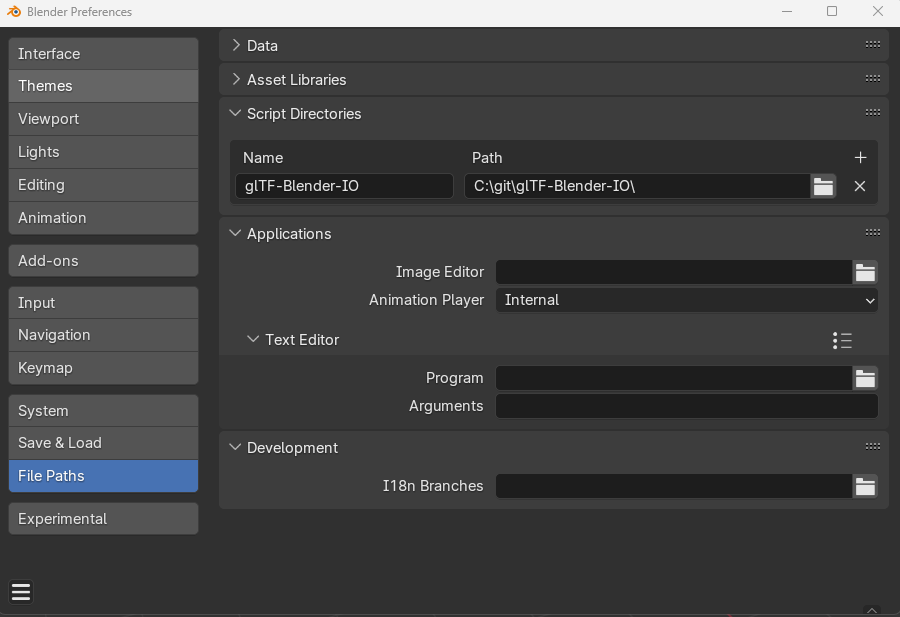 Blender Preferences
Interface
Themes
Viewport
Lights
Editing
Animation
Add-ons
Input
Navigation
Keymap
System
Save & Load
File Paths
Experimental
Data
Asset Libraries
Script Directories
Name Path
glTF-Blender-IO C:\git\glTF-Blender-IO\
Applications
Image Editor
Animation Player Internal
Text Editor
Program
Arguments
Development
I18n Branches